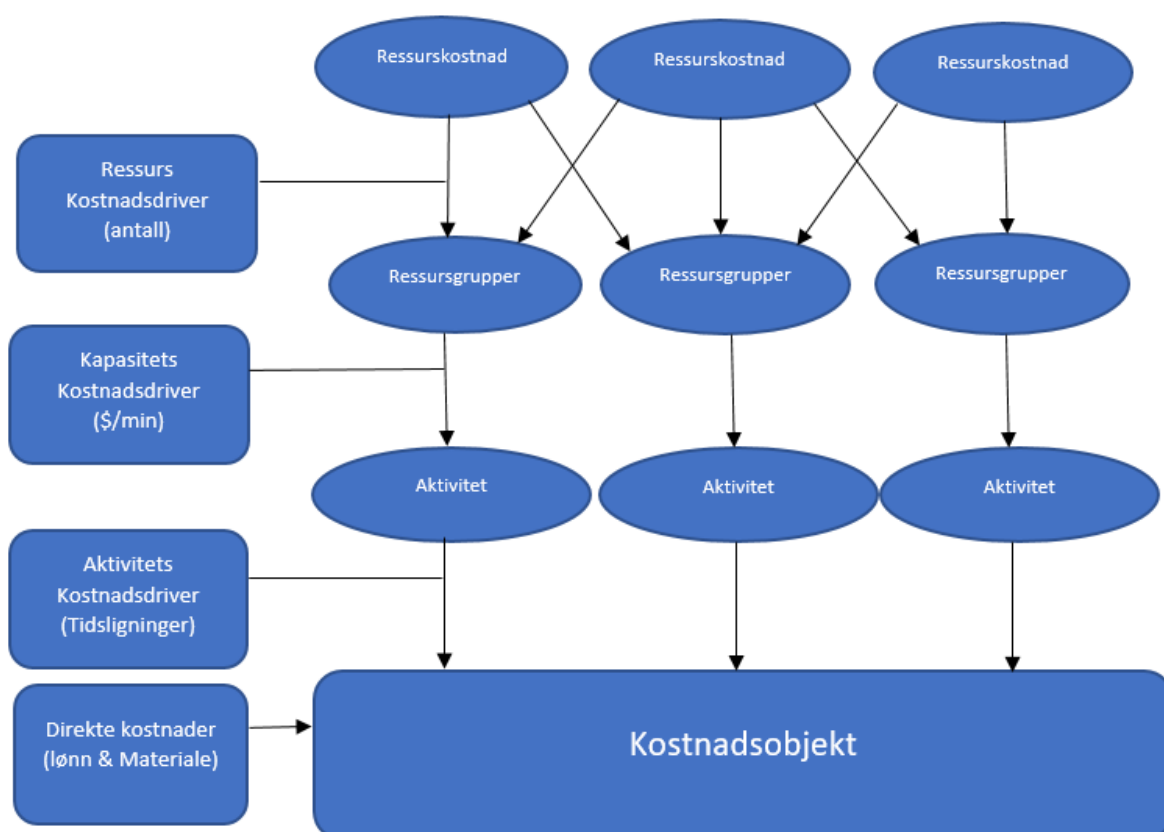 Ressurskostnad
Ressurskostnad
Ressurskostnad
Ressurs
Kostnadsdriver
(antall)
Ressursgrupper
Ressursgrupper
Ressursgrupper
Kapasitets
Kostnadsdriver
($/min)
Aktivitet
Aktivitet
Aktivitet
Aktivitets
Kostnadsdriver
(Tidsligninger)
Direkte kostnader
(lønn & Materiale)
Kostnadsobjekt